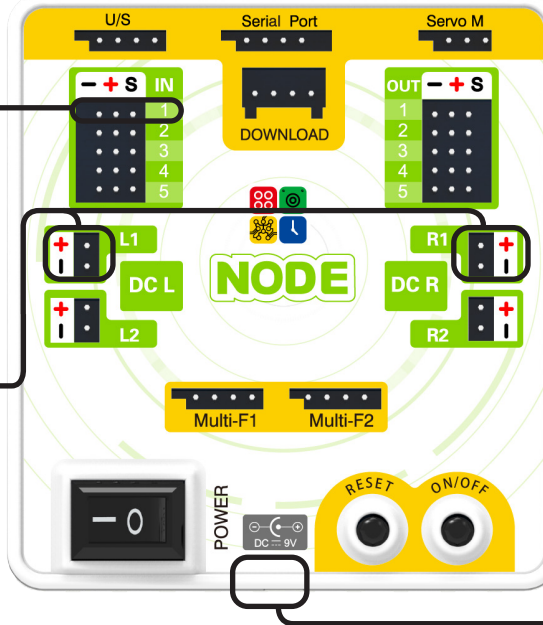 U/S Serial Port Servo M
DOWNLOAD
− + S IN
1
2
3
4
5
OUT − + S
1
2
3
4
5
+ L1
−
DC L
+
− L2
R1 +
−
DC R
+
R2 −
NODE
Multi-F1 Multi-F2
POWER
− 0
DC 9V
RESET ON/OFF